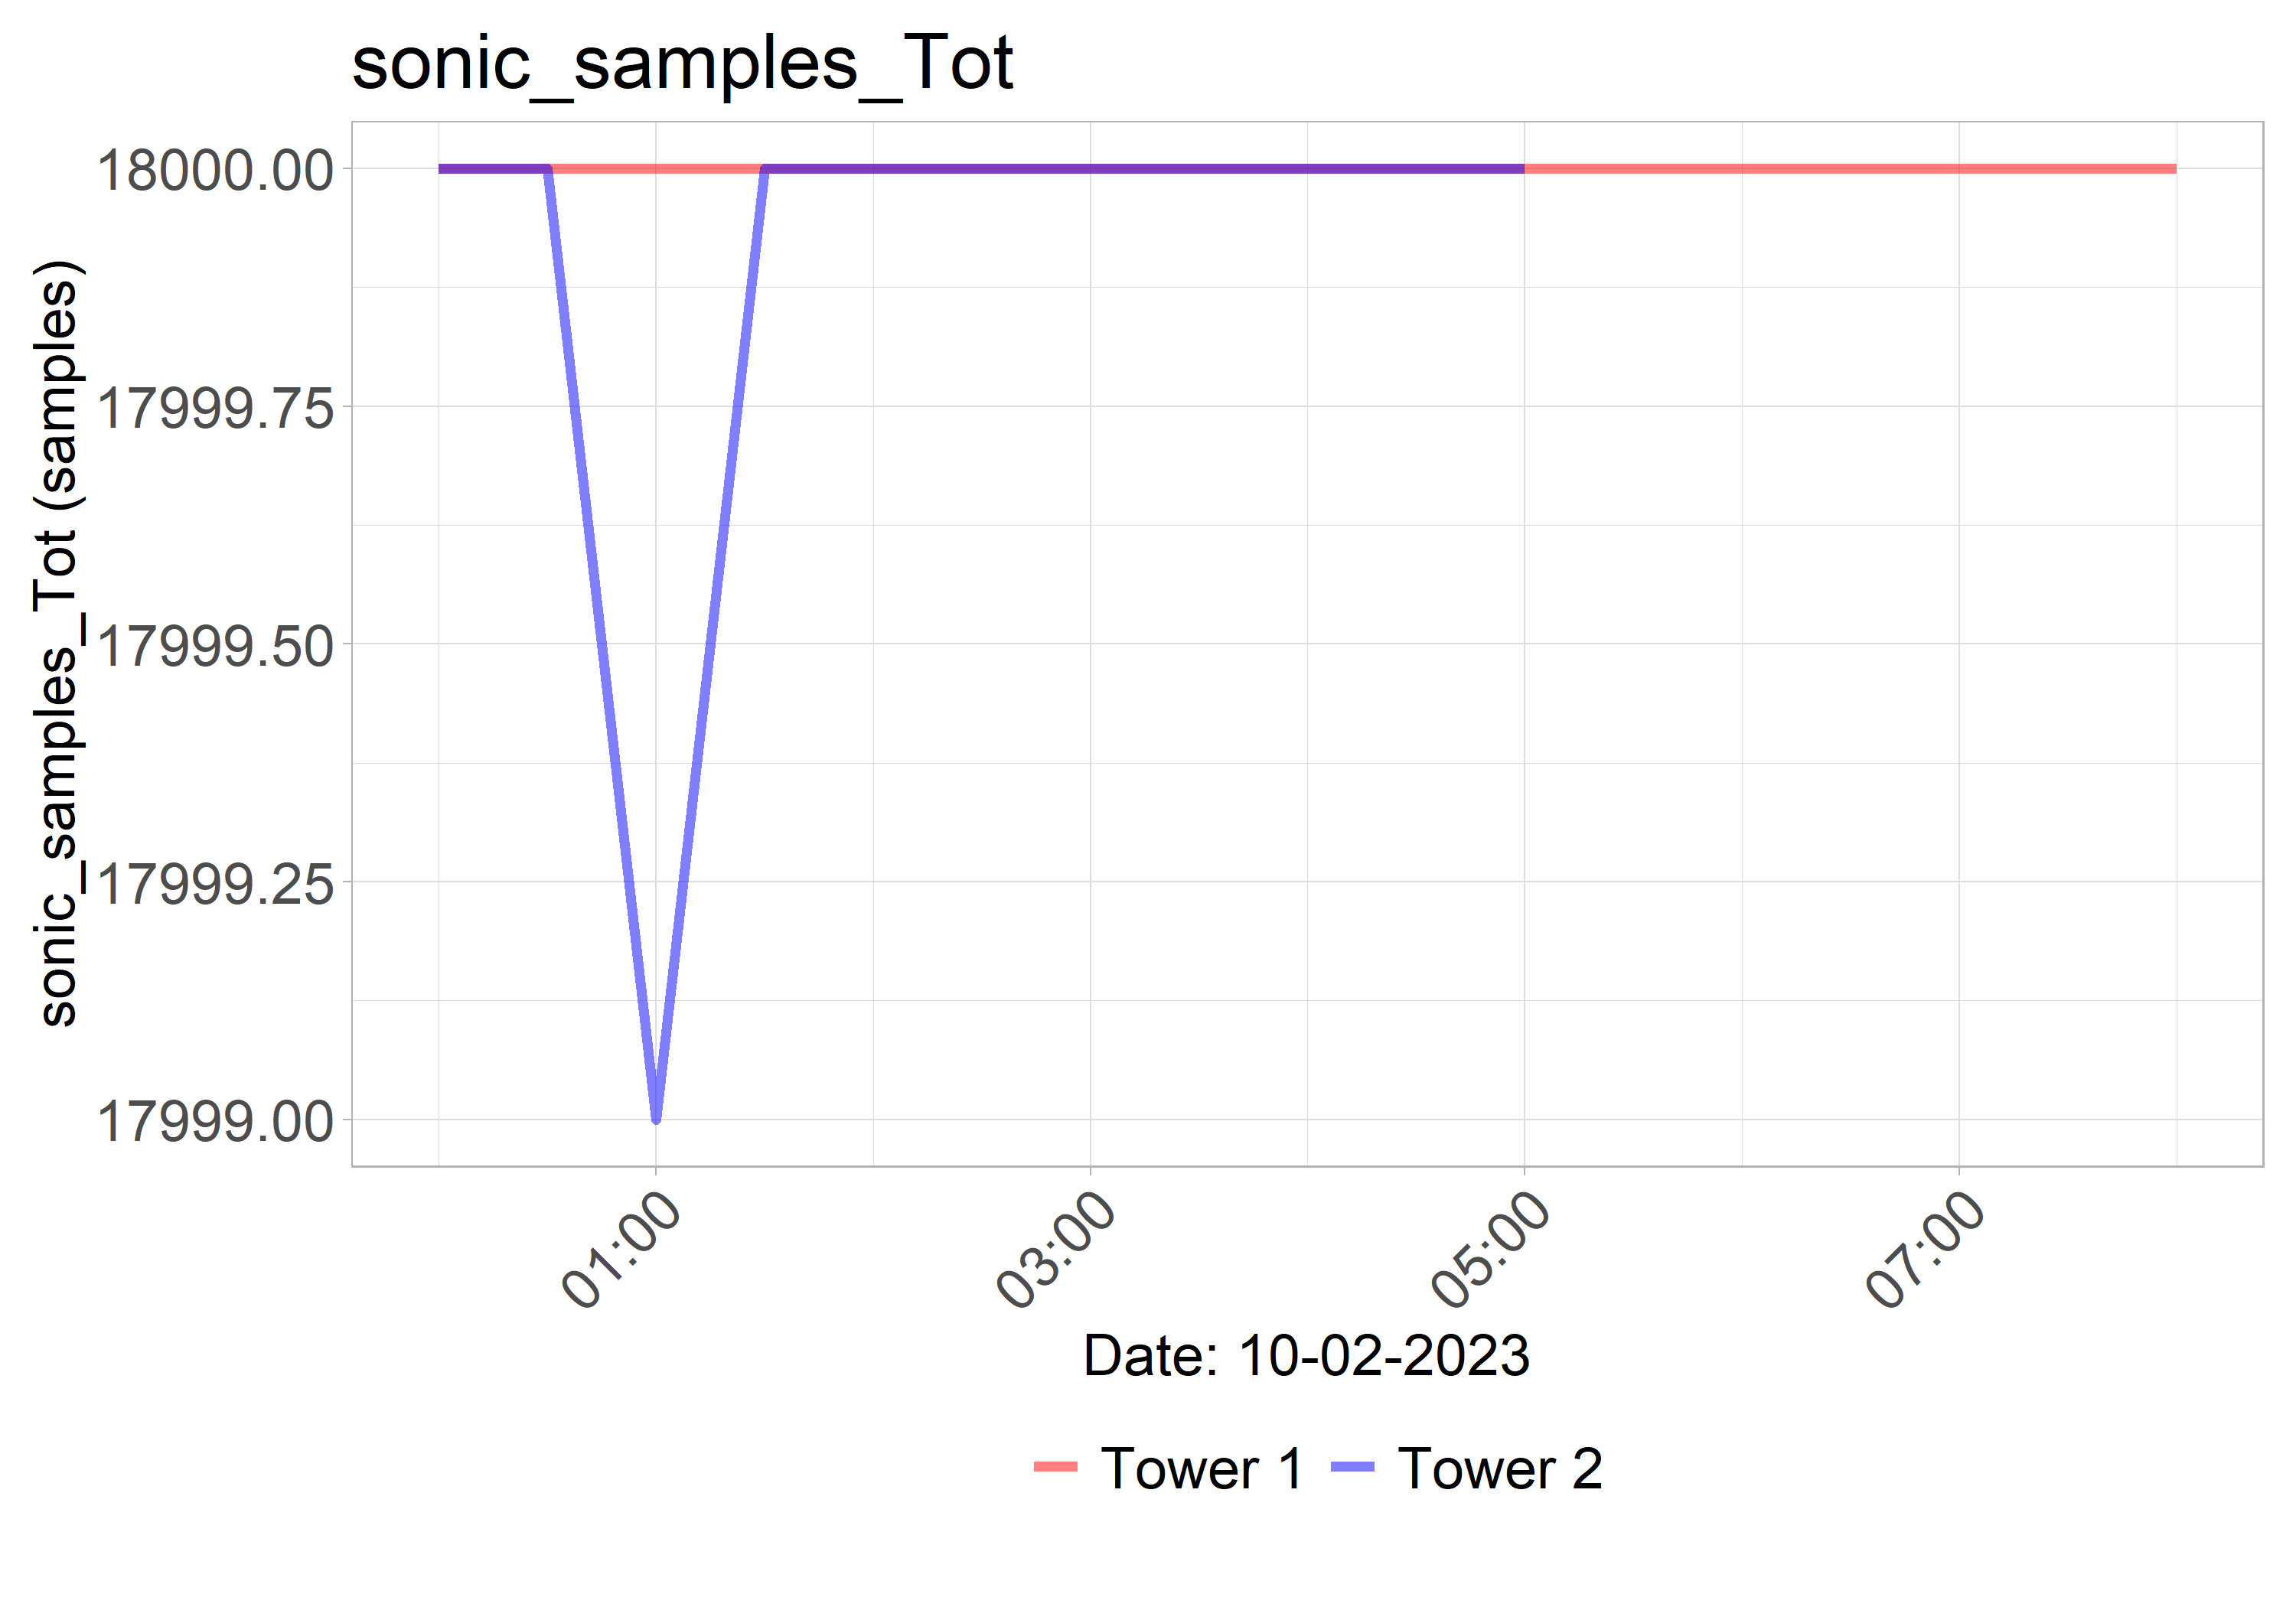 sonic_samples_Tot
sonic_samples_Tot (samples)
18000.00
17999.75
17999.50
17999.25
17999.00
01:00
03:00
05:00
07:00
Date: 10-02-2023
Tower 1
Tower 2